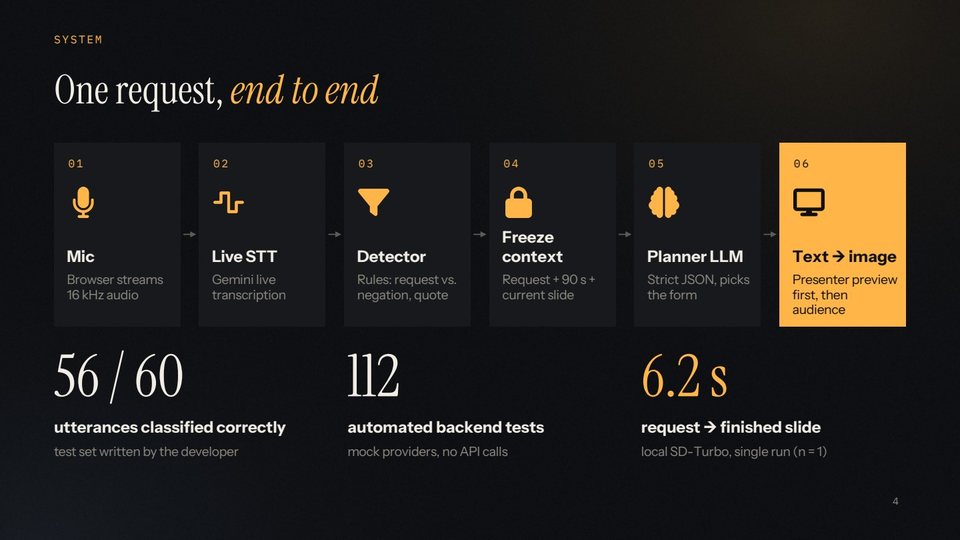 SYSTEM
One request, end to end
01
Mic
Browser streams
16 kHz audio
02
Live STT
Gemini live
transcription
03
Detector
Rules: request vs.
negation, quote
04
Freeze
context
Request + 90 s +
current slide
05
Planner LLM
Strict JSON, picks
the form
06
Text → image
Presenter preview
first, then
audience
56 / 60
utterances classified correctly
test set written by the developer
112
automated backend tests
mock providers, no API calls
6.2 s
request → finished slide
local SD-Turbo, single run (n = 1)
4